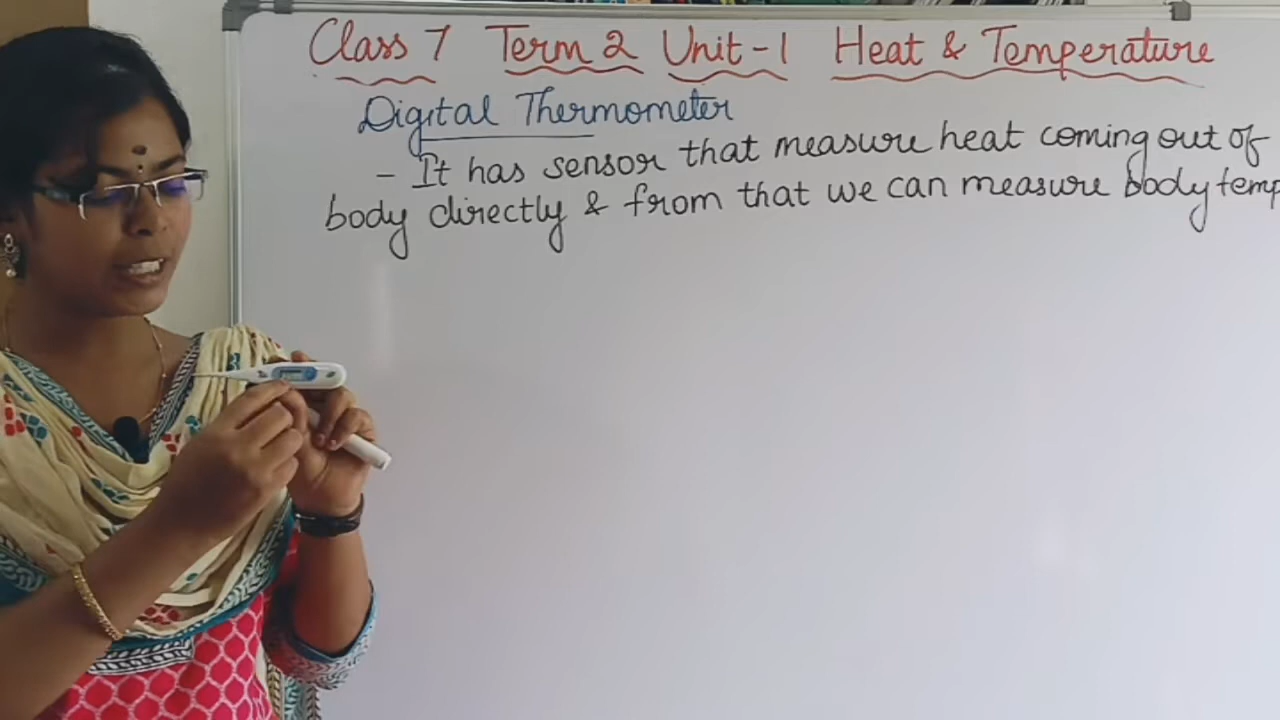 Class 7 Term 2 Unit-1 Heat & Temperature
Digital Thermometer
- It has sensor that measure heat coming out of
body directly & from that we can measure body temp